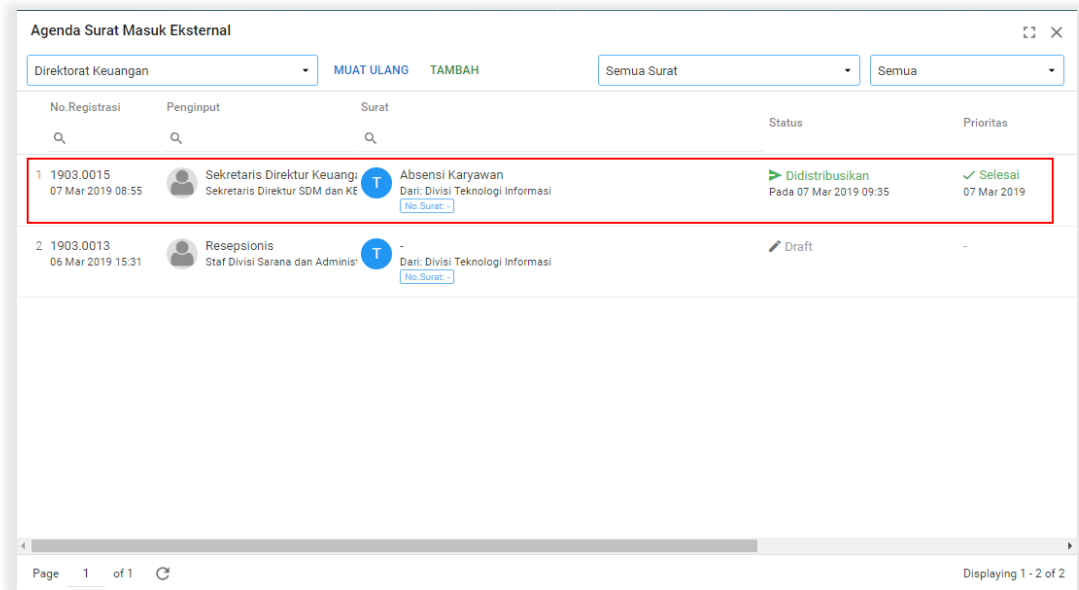 Agenda Surat Masuk Eksternal
Direktorat Keuangan MUAT ULANG TAMBAH Semua Surat Semua
No.Registrasi Penginput Surat Status Prioritas
1 1903.0015 Sekretaris Direktur Keuanga T Absensi Karyawan Didistribusikan Selesai
07 Mar 2019 08:55 Sekretaris Direktur SDM dan KE Dari: Divisi Teknologi Informasi Pada 07 Mar 2019 09:35 07 Mar 2019
No.Surat: -
2 1903.0013 Resepsionis T - Draft -
06 Mar 2019 15:31 Staf Divisi Sarana dan Adminis Dari: Divisi Teknologi Informasi
No.Surat: -
Page 1 of 1 Displaying 1 - 2 of 2